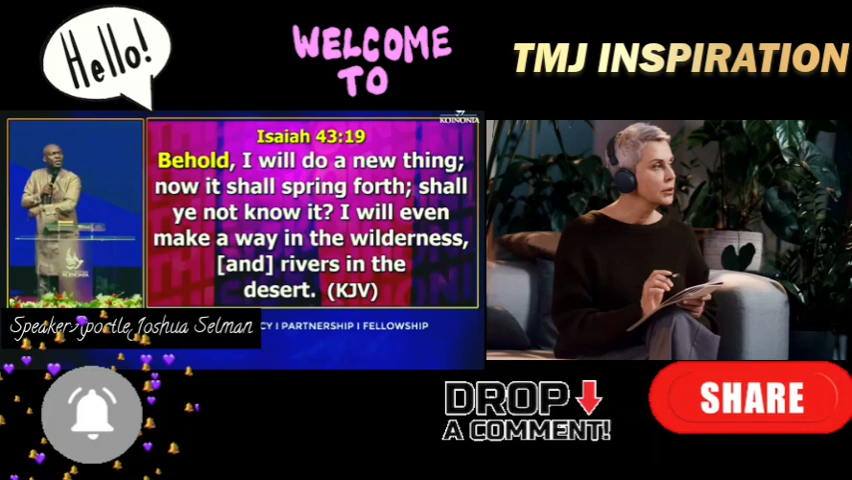 Hello!
WELCOME
TO
TMJ INSPIRATION
KOINONIA
Isaiah 43:19
Behold, I will do a new thing;
now it shall spring forth; shall
ye not know it? I will even
make a way in the wilderness,
[and] rivers in the
desert. (KJV)
KOINONIA
Speaker Joshua Selman
CY I PARTNERSHIP I FELLOWSHIP
DROP
A COMMENT!
SHARE